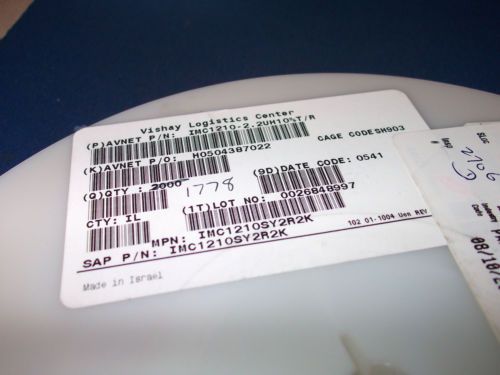 Vishay Logistics Center
(P)AVNET P/N: IMC1210-2.2UH10%T/R
CAGE CODE:SH903
(K)AVNET P/O: H0504387022
(Q)QTY : 2000 1778
(9D)DATE CODE: 0541
(1T)LOT NO: 0026848997
CTY: IL
MPN: IMC1210SY2R2K
102 01-1004 Uen REV
SAP P/N: IMC1210SY2R2K
Made in Israel